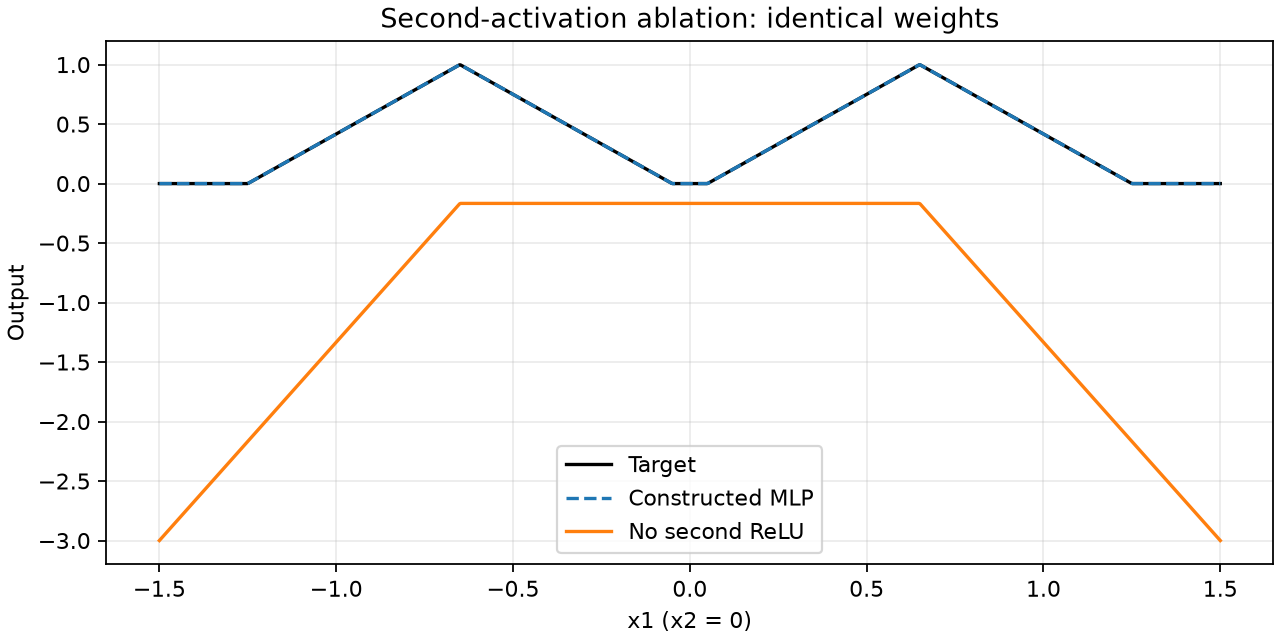 Second-activation ablation: identical weights
1.0
0.5
0.0
−0.5
−1.0
−1.5
−2.0
−2.5
−3.0
Output
Target
Constructed MLP
No second ReLU
−1.5 −1.0 −0.5 0.0 0.5 1.0 1.5
x1 (x2 = 0)